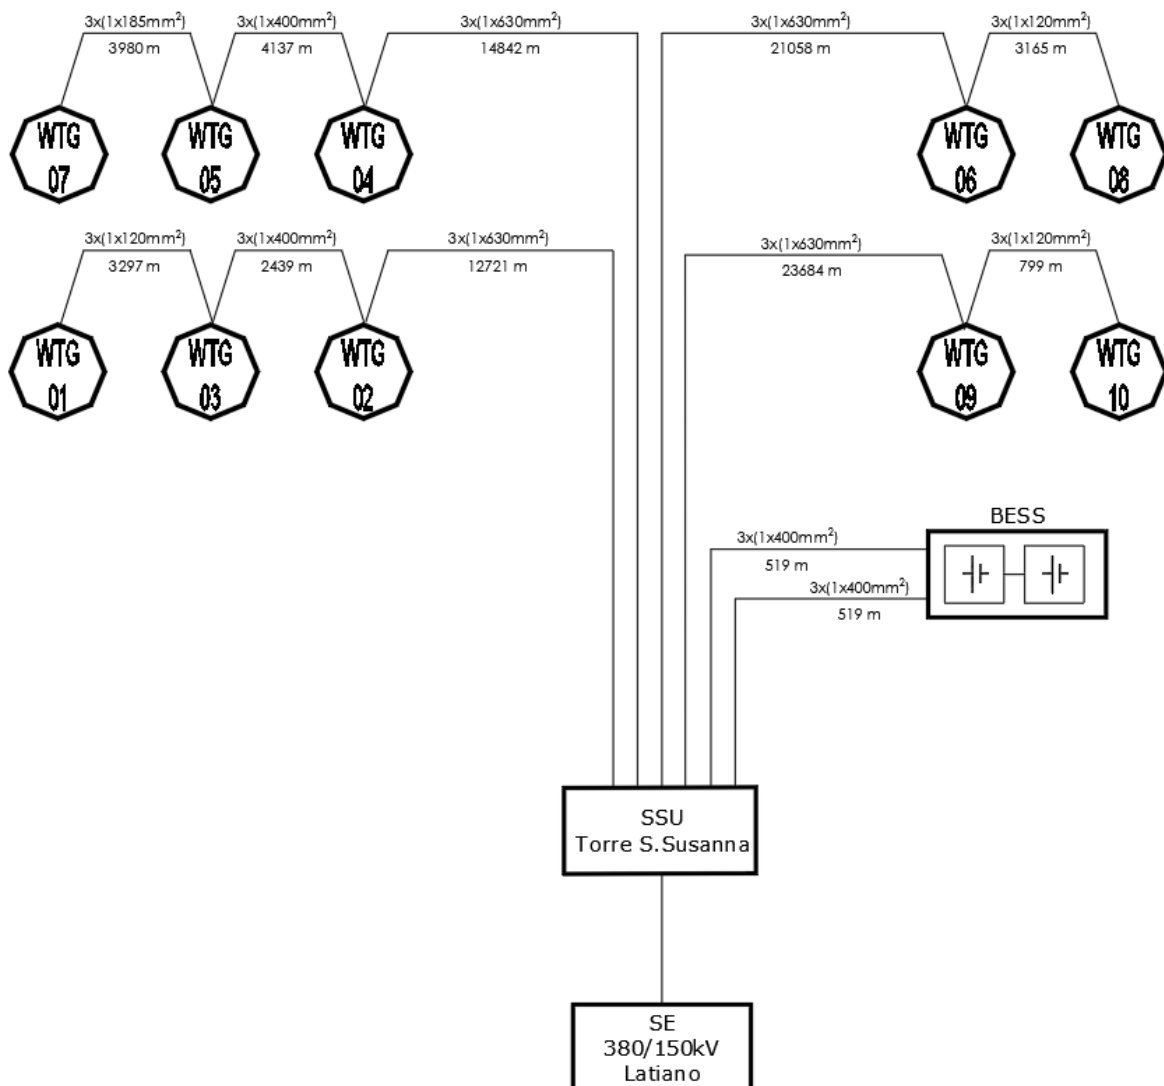 3x(1x185mm²)
3980 m
3x(1x400mm²)
4137 m
3x(1x630mm²)
14842 m
3x(1x630mm²)
21058 m
3x(1x120mm²)
3165 m
WTG
07
WTG
05
WTG
04
WTG
06
WTG
08
3x(1x120mm²)
3297 m
3x(1x400mm²)
2439 m
3x(1x630mm²)
12721 m
3x(1x630mm²)
23684 m
3x(1x120mm²)
799 m
WTG
01
WTG
03
WTG
02
WTG
09
WTG
10
BESS
3x(1x400mm²)
519 m
3x(1x400mm²)
519 m
SSU
Torre S.Susanna
SE
380/150kV
Latiano